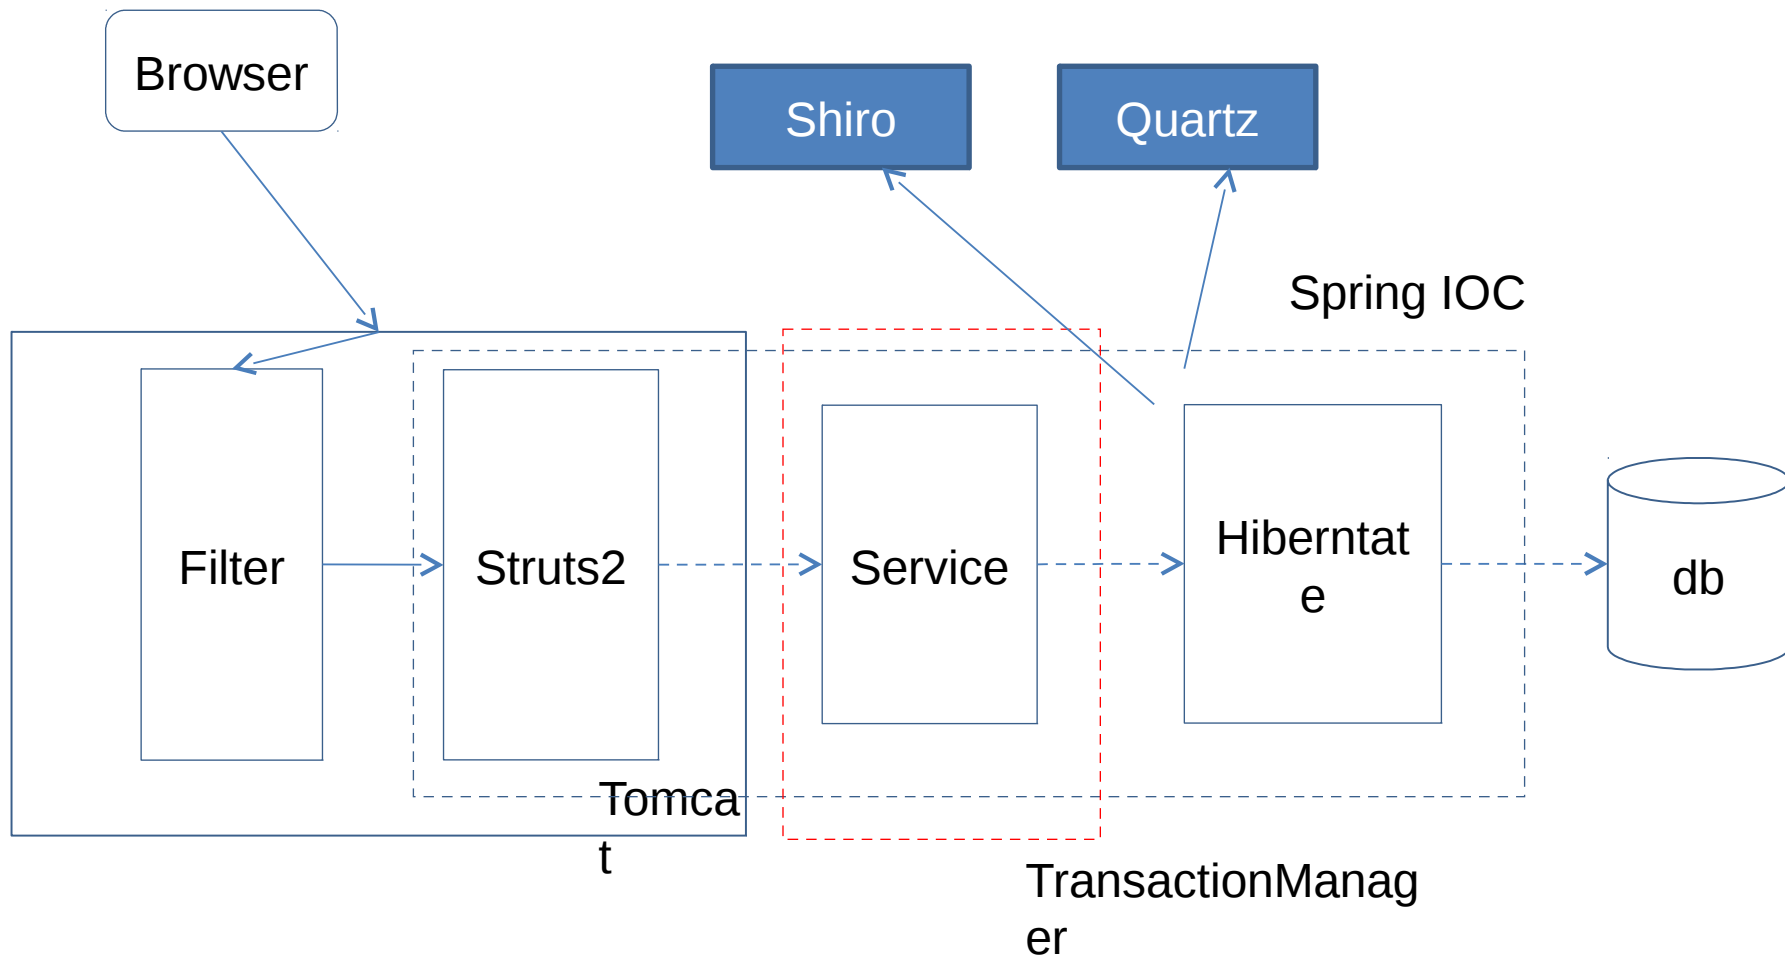 Browser
Shiro
Quartz
Spring IOC
Filter
Struts2
Service
Hiberntat
e
db
Tomca
t
TransactionManag
er